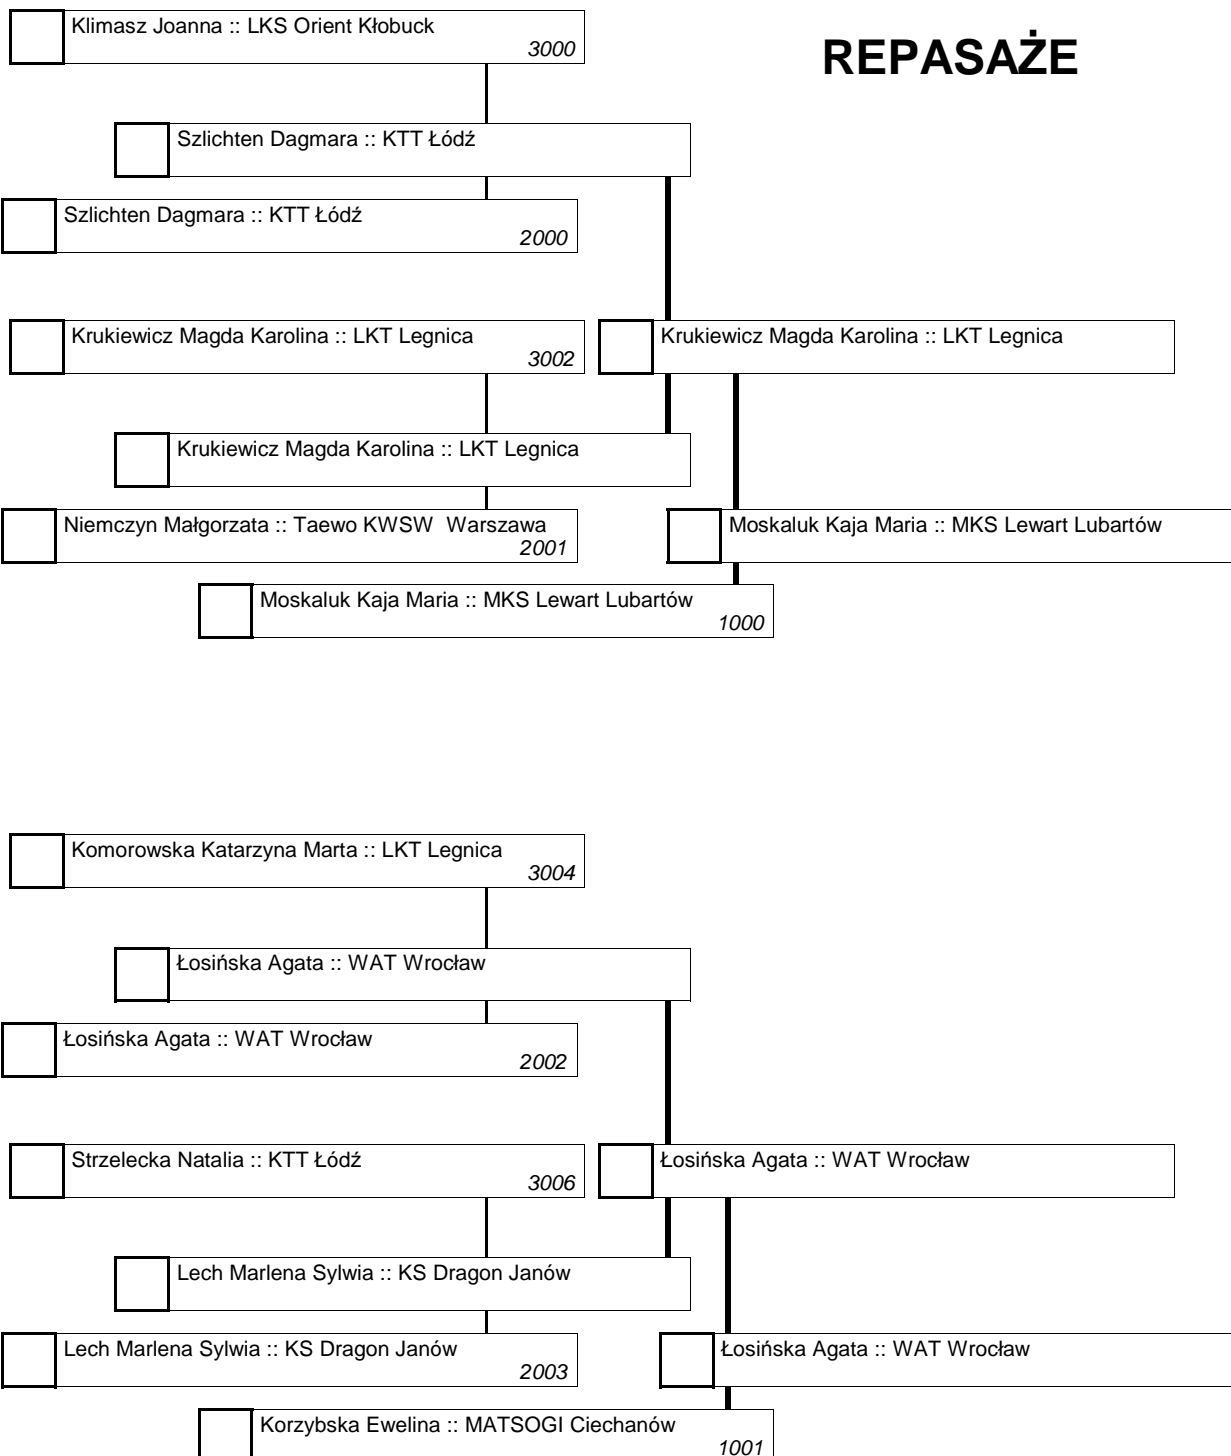 Klimasz Joanna :: LKS Orient Kłobuck
3000
REPASAŻE
Szlichten Dagmara :: KTT Łódź
Szlichten Dagmara :: KTT Łódź
2000
Krukiewicz Magda Karolina :: LKT Legnica
3002
Krukiewicz Magda Karolina :: LKT Legnica
Krukiewicz Magda Karolina :: LKT Legnica
Niemczyn Małgorzata :: Taewo KWSW Warszawa
2001
Moskaluk Kaja Maria :: MKS Lewart Lubartów
Moskaluk Kaja Maria :: MKS Lewart Lubartów
1000
Komorowska Katarzyna Marta :: LKT Legnica
3004
Łosińska Agata :: WAT Wrocław
Łosińska Agata :: WAT Wrocław
2002
Strzelecka Natalia :: KTT Łódź
3006
Łosińska Agata :: WAT Wrocław
Lech Marlena Sylwia :: KS Dragon Janów
Lech Marlena Sylwia :: KS Dragon Janów
2003
Łosińska Agata :: WAT Wrocław
Korzybska Ewelina :: MATSOGI Ciechanów
1001